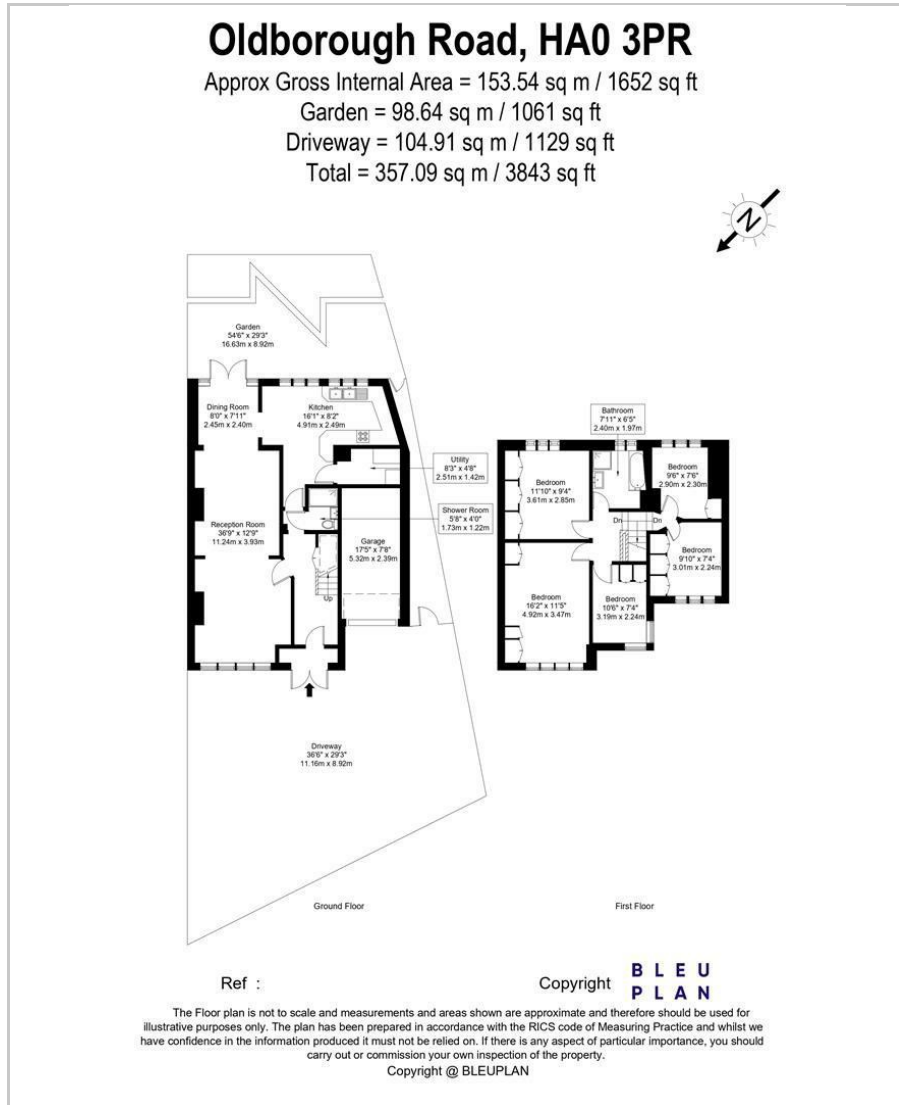 Oldborough Road, HA0 3PR
Approx Gross Internal Area = 153.54 sq m / 1652 sq ft
Garden = 98.64 sq m / 1061 sq ft
Driveway = 104.91 sq m / 1129 sq ft
Total = 357.09 sq m / 3843 sq ft
N
Garden
54'6" x 29'3"
16.63m x 8.92m
Dining Room
8'0" x 7'11"
2.45m x 2.40m
Kitchen
16'1" x 8'2"
4.91m x 2.49m
Utility
8'3" x 4'8"
2.51m x 1.42m
Shower Room
5'8" x 4'0"
1.73m x 1.22m
Reception Room
36'9" x 12'9"
11.24m x 3.93m
Garage
17'5" x 7'8"
5.32m x 2.39m
Up
Driveway
36'6" x 29'3"
11.16m x 8.92m
Ground Floor
Bathroom
7'11" x 6'5"
2.40m x 1.97m
Bedroom
11'10" x 9'4"
3.61m x 2.85m
Bedroom
9'6" x 7'6"
2.90m x 2.30m
Dn
Dn
Bedroom
9'10" x 7'4"
3.01m x 2.24m
Bedroom
16'2" x 11'5"
4.92m x 3.47m
Bedroom
10'6" x 7'4"
3.19m x 2.24m
First Floor
Ref :
Copyright
BLEU
PLAN
The Floor plan is not to scale and measurements and areas shown are approximate and therefore should be used for
illustrative purposes only. The plan has been prepared in accordance with the RICS code of Measuring Practice and whilst we
have confidence in the information produced it must not be relied on. If there is any aspect of particular importance, you should
carry out or commission your own inspection of the property.
Copyright @ BLEUPLAN